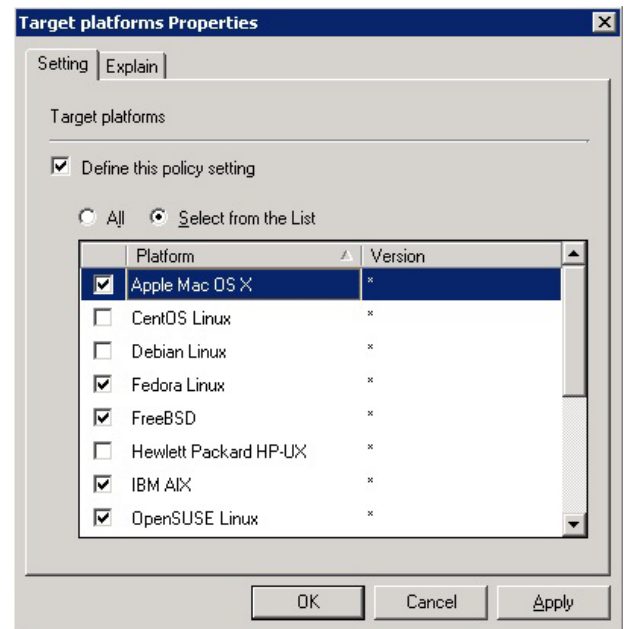 Target platforms Properties
Setting Explain
Target platforms
Define this policy setting
All Select from the List
Platform Version
Apple Mac OS X *
CentOS Linux *
Debian Linux *
Fedora Linux *
FreeBSD *
Hewlett Packard HP-UX *
IBM AIX *
OpenSUSE Linux *
OK Cancel Apply